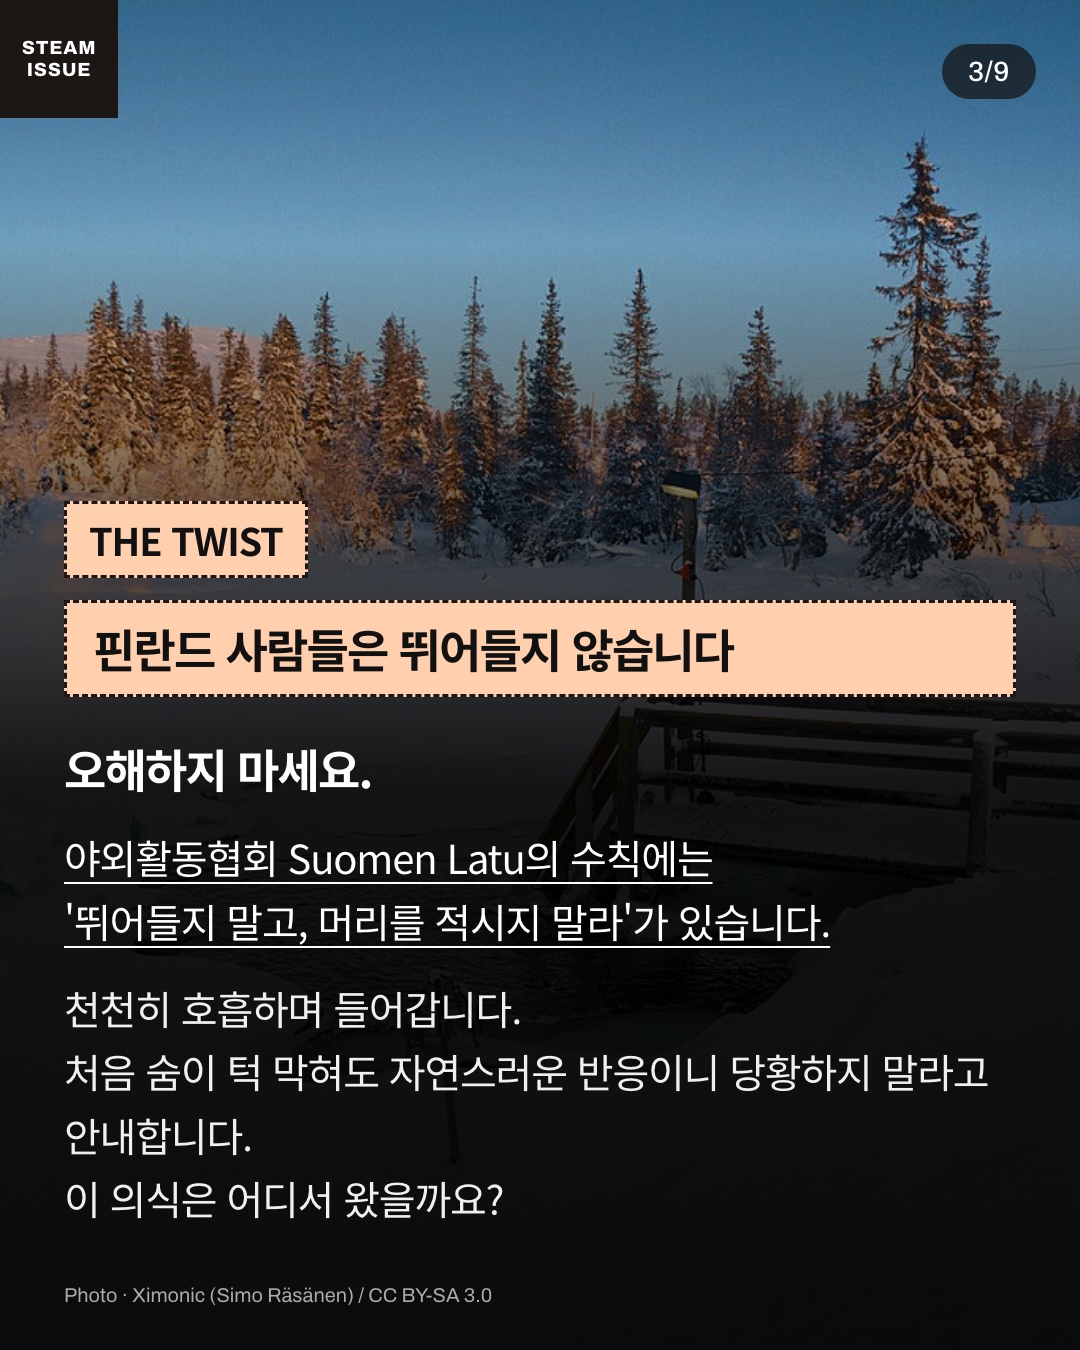 STEAM
ISSUE
3/9
THE TWIST
핀란드 사람들은 뛰어들지 않습니다
오해하지 마세요.
야외활동협회 Suomen Latu의 수칙에는
'뛰어들지 말고, 머리를 적시지 말라'가 있습니다.
천천히 호흡하며 들어갑니다.
처음 숨이 턱 막혀도 자연스러운 반응이니 당황하지 말라고
안내합니다.
이 의식은 어디서 왔을까요?
Photo · Ximonic (Simo Räsänen) / CC BY-SA 3.0